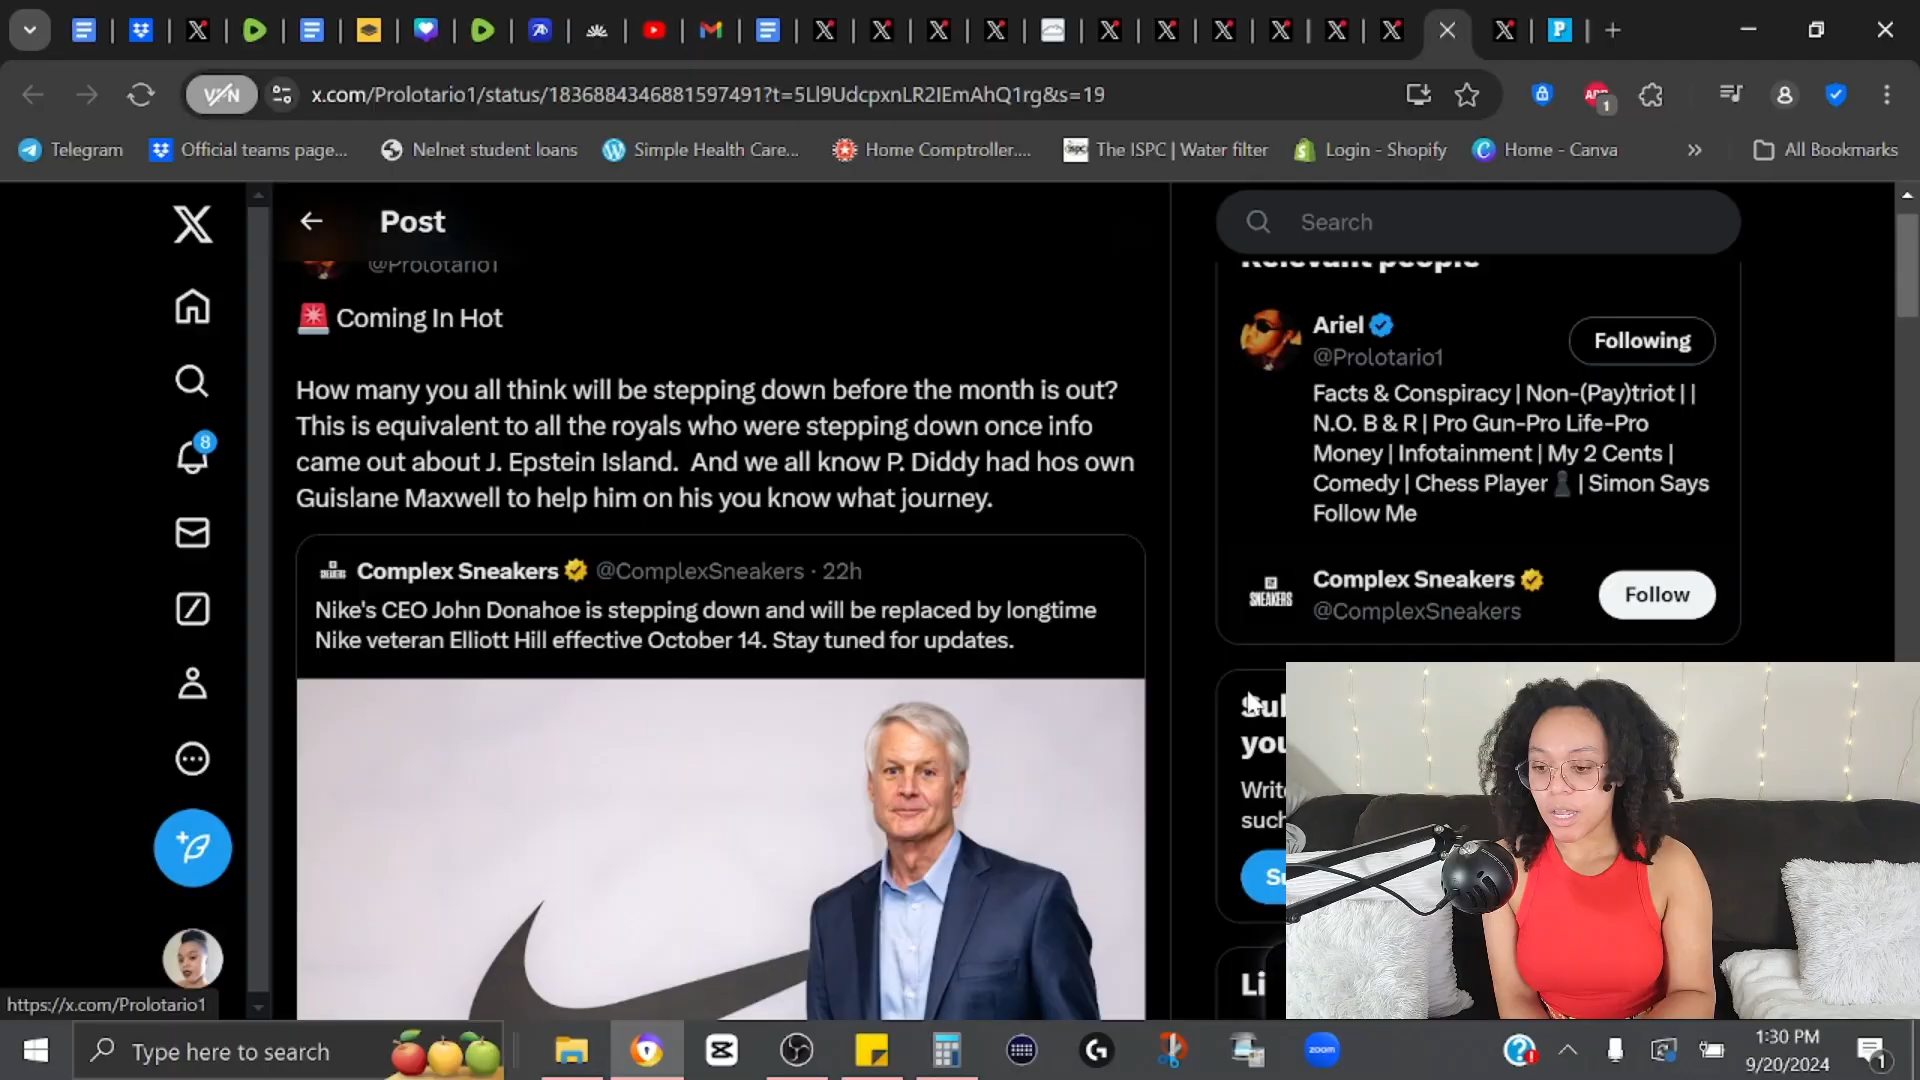 x.com/Prolotario1/status/1836884346881597491?t=5Ll9UdcpxnLR2IEmAhQ1rg&s=19
Telegram
Official teams page...
Nelnet student loans
Simple Health Care...
Home Comptroller....
The ISPC | Water filter
Login - Shopify
Home - Canva
All Bookmarks
Post
Search
@Prolotario1
Relevant people
Coming In Hot
How many you all think will be stepping down before the month is out?
This is equivalent to all the royals who were stepping down once info
came out about J. Epstein Island.  And we all know P. Diddy had hos own
Guislane Maxwell to help him on his you know what journey.
Complex Sneakers @ComplexSneakers · 22h
Nike's CEO John Donahoe is stepping down and will be replaced by longtime
Nike veteran Elliott Hill effective October 14. Stay tuned for updates.
Ariel
@Prolotario1
Following
Facts & Conspiracy | Non-(Pay)triot | |
N.O. B & R | Pro Gun-Pro Life-Pro
Money | Infotainment | My 2 Cents |
Comedy | Chess Player | Simon Says
Follow Me
Complex Sneakers
@ComplexSneakers
Follow
8
https://x.com/Prolotario1
Type here to search
zoom
1:30 PM
9/20/2024
1